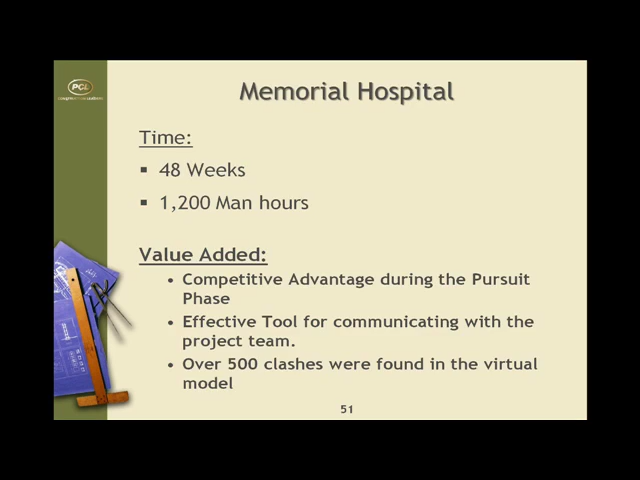 PCL
Memorial Hospital
Time:
▪ 48 Weeks
▪ 1,200 Man hours
Value Added:
• Competitive Advantage during the Pursuit
Phase
• Effective Tool for communicating with the
project team.
• Over 500 clashes were found in the virtual
model
51